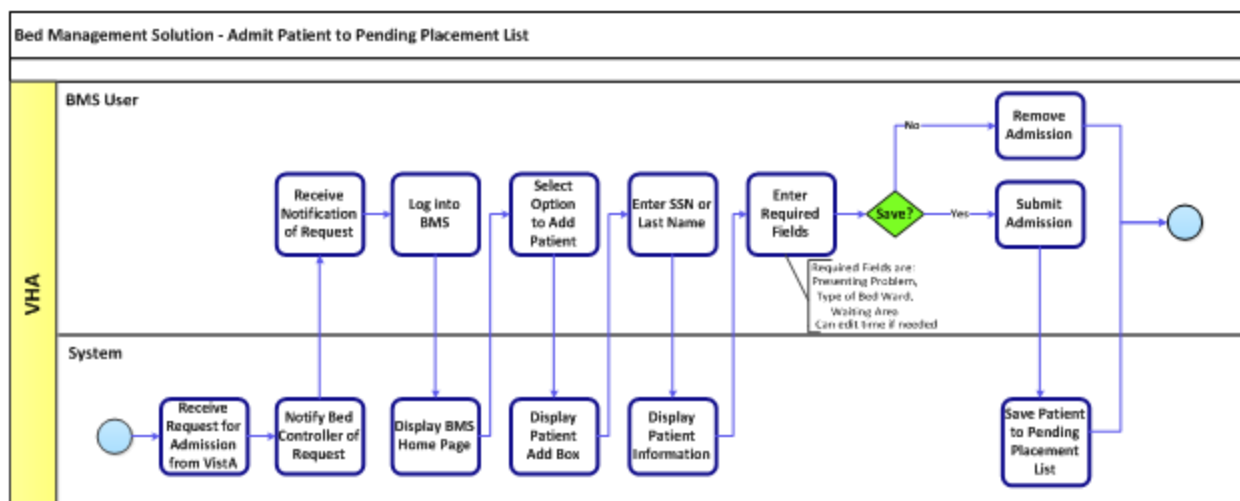 Bed Management Solution - Admit Patient to Pending Placement List
VHA
BMS User
Receive
Notification
of Request
Log into
BMS
Select
Option
to Add
Patient
Enter SSN or
Last Name
Enter
Required
Fields
Save?
No
Yes
Remove
Admission
Submit
Admission
Required Fields are:
Presenting Problem,
Type of Bed Ward,
Waiting Area
Can edit time if needed
System
Receive
Request for
Admission
from VistA
Notify Bed
Controller of
Request
Display BMS
Home Page
Display
Patient
Add Box
Display
Patient
Information
Save Patient
to Pending
Placement
List